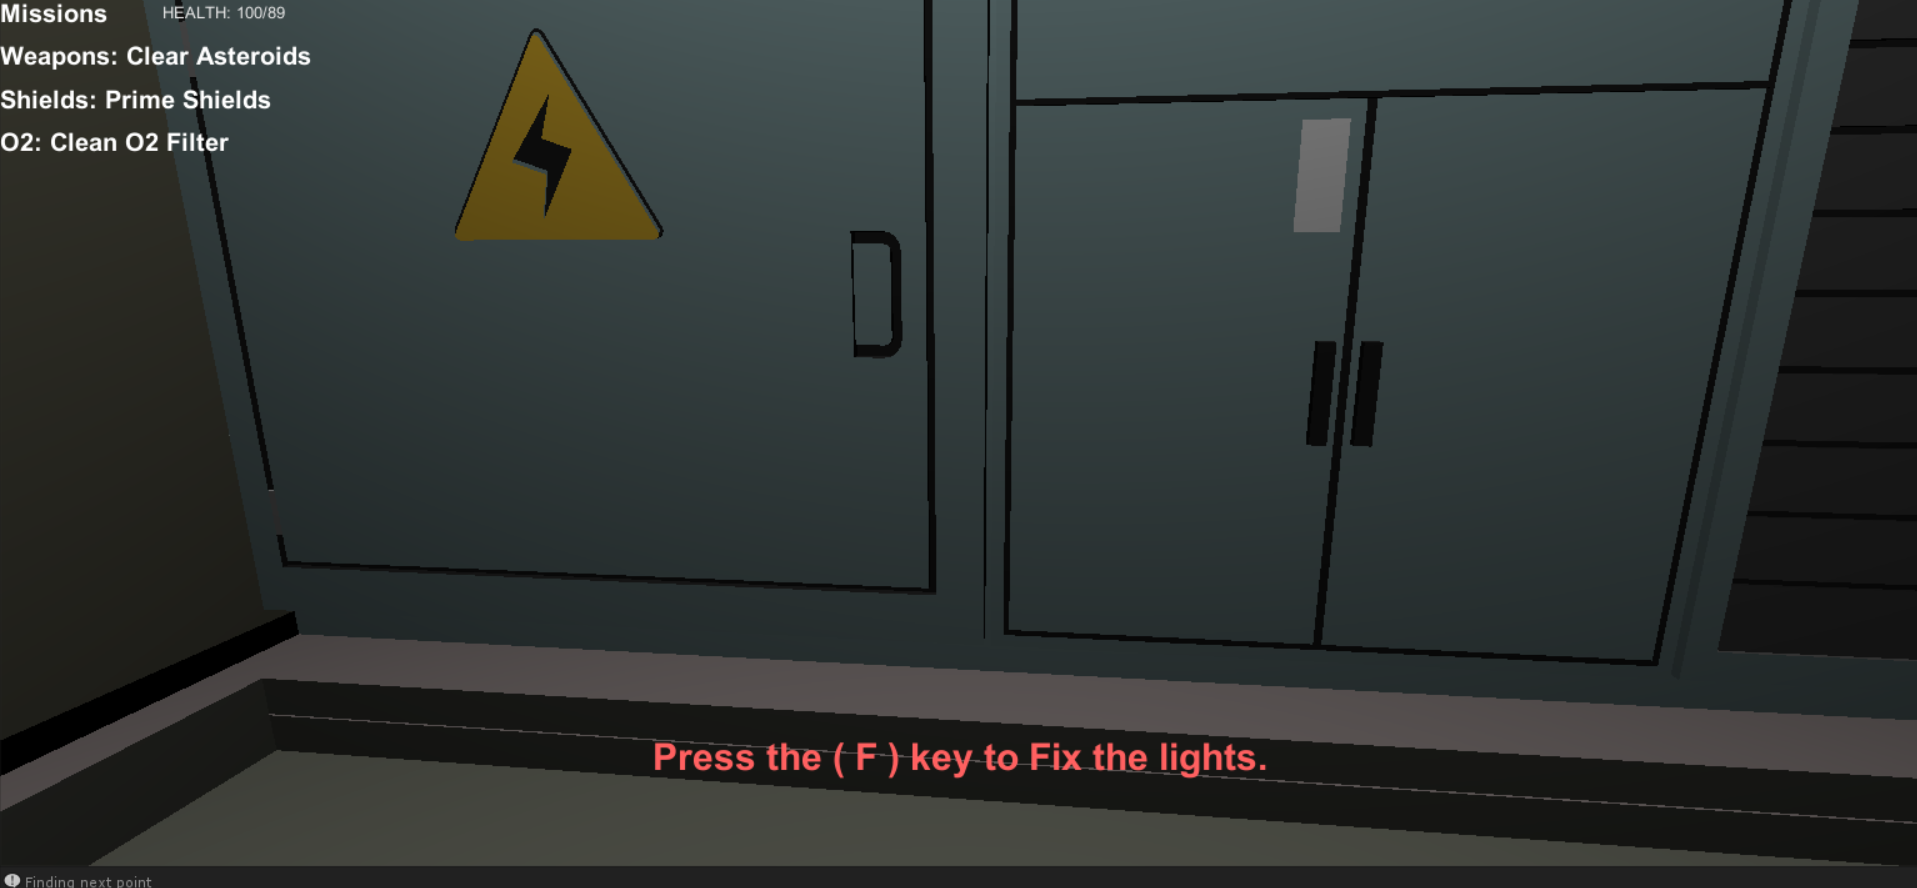 Missions
HEALTH: 100/89
Weapons: Clear Asteroids
Shields: Prime Shields
O2: Clean O2 Filter
Press the ( F ) key to Fix the lights.
Finding next point